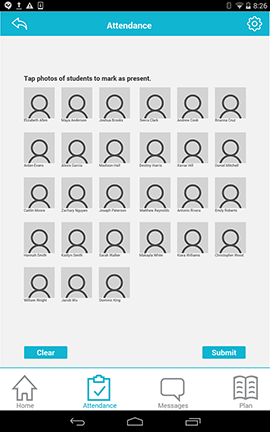 8:26
Attendance
Tap photos of students to mark as present.
Elizabeth Allen Maya Anderson Joshua Brooks Sierra Clark Andrew Cook Brianna Cruz
Aidan Evans Alexis Garcia Madison Hall Destiny Harris Xavier Hill Daniel Mitchell
Caitlin Moore Zachary Nguyen Joseph Peterson Matthew Reynolds Antonio Rivera Emily Roberts
Hannah Smith Kaitlyn Smith Sarah Walker Makayla White Kiara Williams Christopher Wood
William Wright Jacob Wu Dominic King
Clear Submit
Home Attendance Messages Plan